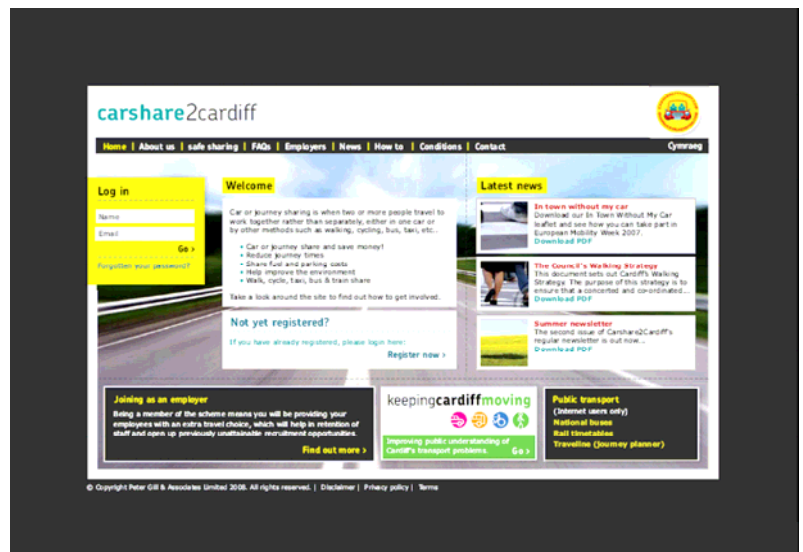 carshare2cardiff
Home | About us | safe sharing | FAQs | Employers | News | How to | Conditions | Contact
Cymraeg
Log in
Name
Email
Go ›
Forgotten your password?
Welcome
Car or journey sharing is when two or more people travel to
work together rather than separately, either in one car or
by other methods such as walking, cycling, bus, taxi, etc..
• Car or journey share and save money!
• Reduce journey times
• Share fuel and parking costs
• Help improve the environment
• Walk, cycle, taxi, bus & train share
Take a look around the site to find out how to get involved.
Not yet registered?
If you have already registered, please login here:
Register now ›
Latest news
In town without my car
Download our In Town Without My Car
leaflet and see how you can take part in
European Mobility Week 2007.
Download PDF
The Council's Walking Strategy
This document sets out Cardiff's Walking
Strategy. The purpose of this strategy is to
ensure that a concerted and co-ordinated...
Download PDF
Summer newsletter
The second issue of Carshare2Cardiff's
regular newsletter is out now...
Download PDF
Joining as an employer
Being a member of the scheme means you will be providing your
employees with an extra travel choice, which will help in retention of
staff and open up previously unattainable recruitment opportunities.
Find out more ›
keepingcardiffmoving
Improving public understanding of
Cardiff's transport problems.
Go ›
Public transport
(Internet users only)
National buses
Rail timetables
Traveline (journey planner)
© Copyright Peter Gill & Associates Limited 2008. All rights reserved. | Disclaimer | Privacy policy | Terms